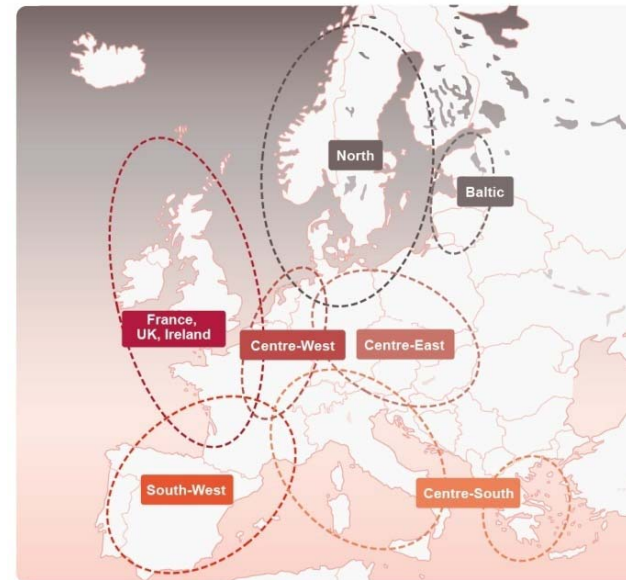 North
Baltic
France,
UK, Ireland
Centre-West
Centre-East
South-West
Centre-South